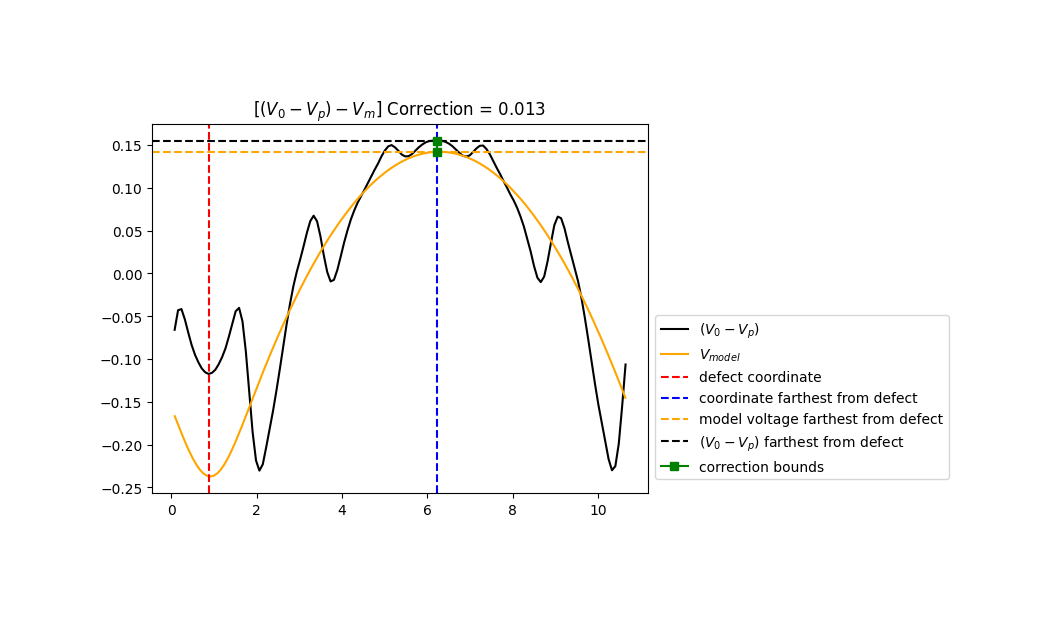 [(V₀ − Vₚ) − Vₘ] Correction = 0.013
0.15
0.10
0.05
0.00
−0.05
−0.10
−0.15
−0.20
−0.25
0 2 4 6 8 10
(V₀ − Vₚ)
Vₘₒdₑₗ
defect coordinate
coordinate farthest from defect
model voltage farthest from defect
(V₀ − Vₚ) farthest from defect
correction bounds